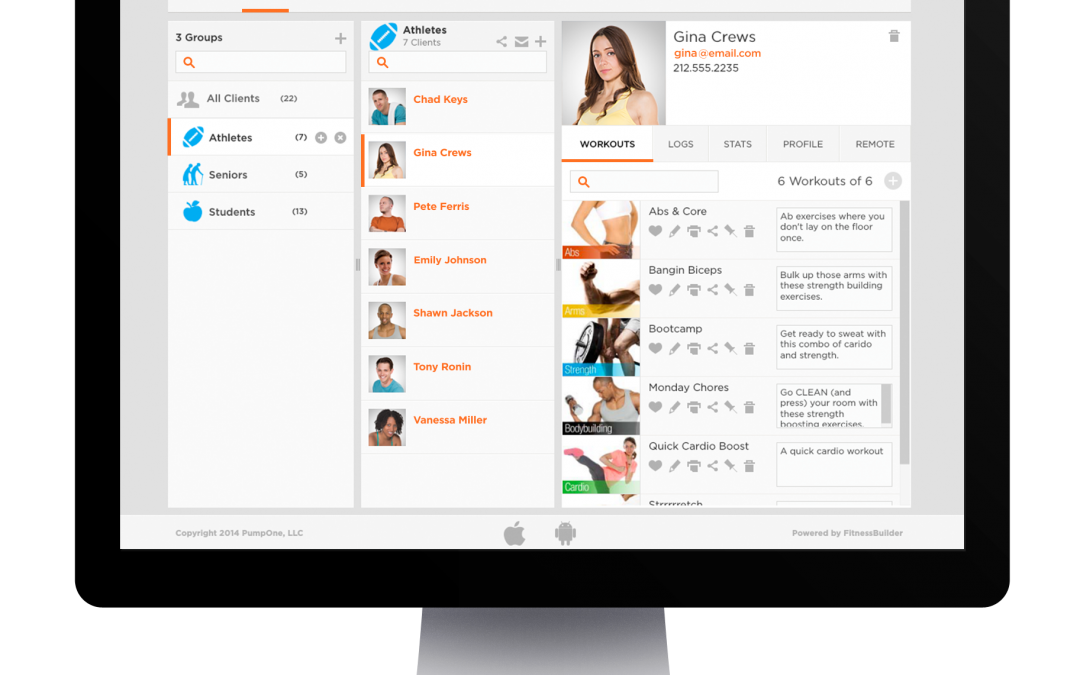 3 Groups
All Clients (22)
Athletes (7)
Seniors (5)
Students (13)
Athletes
7 Clients
Chad Keys
Gina Crews
Pete Ferris
Emily Johnson
Shawn Jackson
Tony Ronin
Vanessa Miller
Gina Crews
gina@email.com
212.555.2235
WORKOUTS LOGS STATS PROFILE REMOTE
6 Workouts of 6
Abs
Abs & Core
Ab exercises where you
don't lay on the floor
once.
Arms
Bangin Biceps
Bulk up those arms with
these strength building
exercises.
Strength
Bootcamp
Get ready to sweat with
this combo of carido
and strength.
Bodybuilding
Monday Chores
Go CLEAN (and
press) your room with
these strength
boosting exercises.
Cardio
Quick Cardio Boost
A quick cardio workout
Strrrrretch
Copyright 2014 PumpOne, LLC
Powered by FitnessBuilder